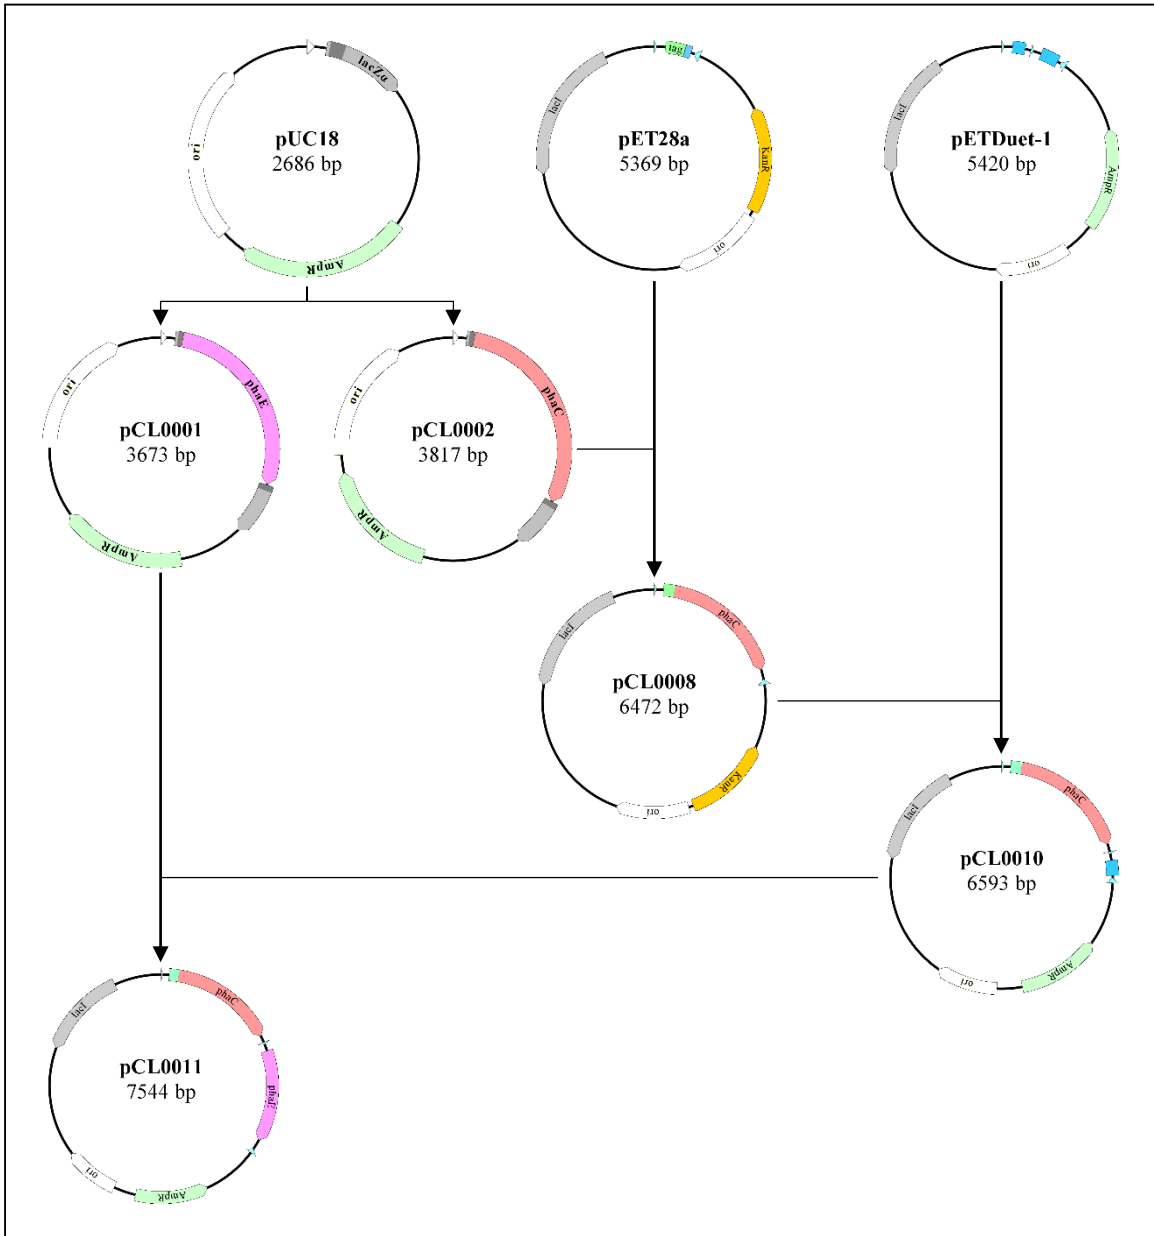 pUC18
2686 bp
lacZα
ori
AmpR
pET28a
5369 bp
tag
lacI
KanR
ori
pETDuet-1
5420 bp
lacI
AmpR
ori
pCL0001
3673 bp
ori
phaE
AmpR
pCL0002
3817 bp
ori
phaC
AmpR
pCL0008
6472 bp
lacI
phaC
KanR
ori
pCL0010
6593 bp
lacI
phaC
AmpR
ori
pCL0011
7544 bp
lacI
phaC
phaE
AmpR
ori